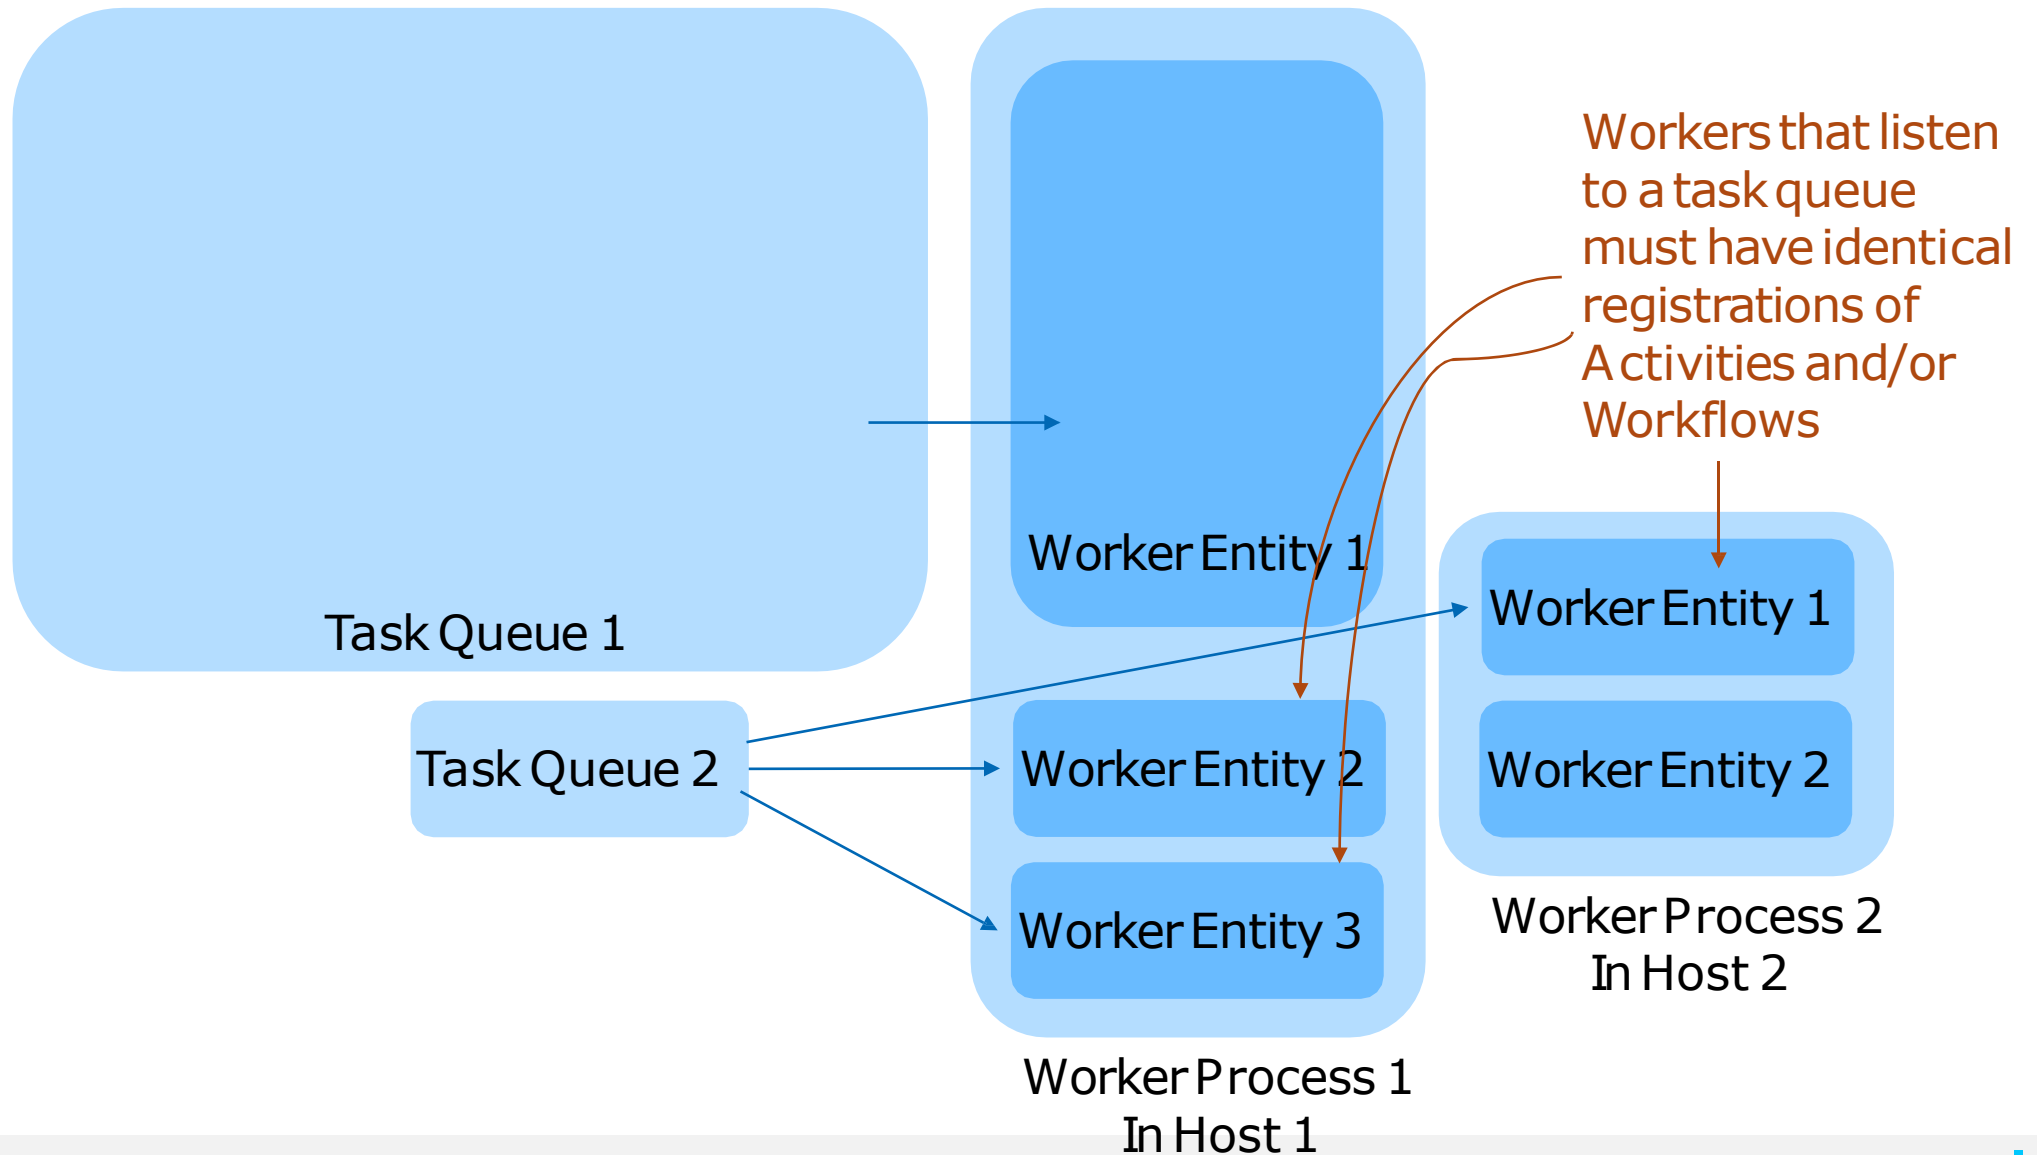 Workers that listen
to a task queue
must have identical
registrations of
Activities and/or
Workflows
Worker Entity 1
Task Queue 1
Worker Entity 1
Task Queue 2
Worker Entity 2
Worker Entity 2
Worker Entity 3
Worker Process 2
In Host 2
Worker Process 1
In Host 1